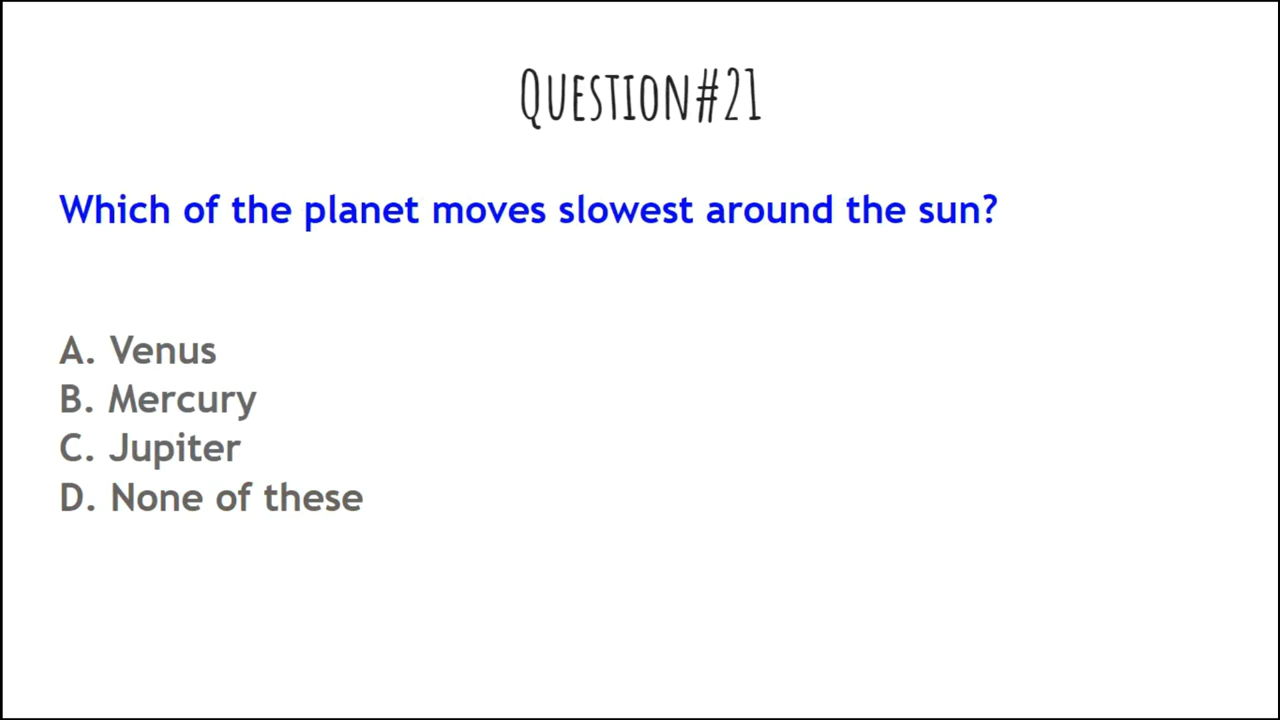 Question#21
Which of the planet moves slowest around the sun?
A. Venus
B. Mercury
C. Jupiter
D. None of these